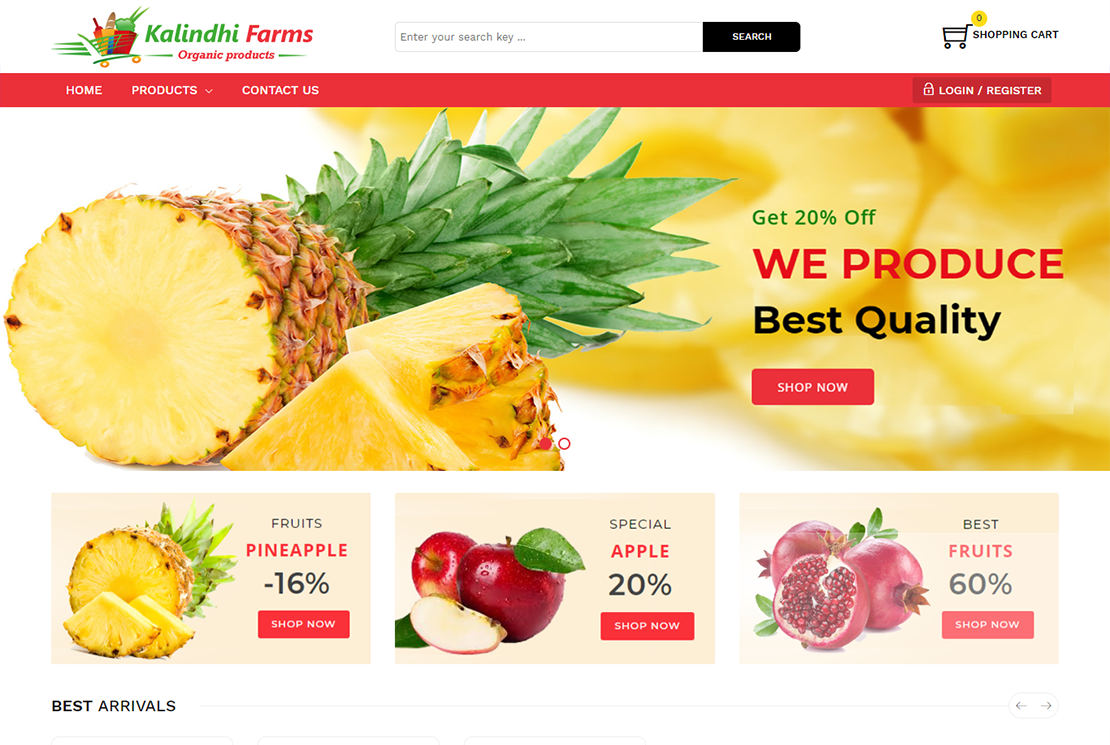 Kalindhi Farms
Organic products
Enter your search key ...
SEARCH
0
SHOPPING CART
HOME
PRODUCTS
CONTACT US
LOGIN / REGISTER
Get 20% Off
WE PRODUCE
Best Quality
SHOP NOW
FRUITS
PINEAPPLE
-16%
SHOP NOW
SPECIAL
APPLE
20%
SHOP NOW
BEST
FRUITS
60%
SHOP NOW
BEST ARRIVALS